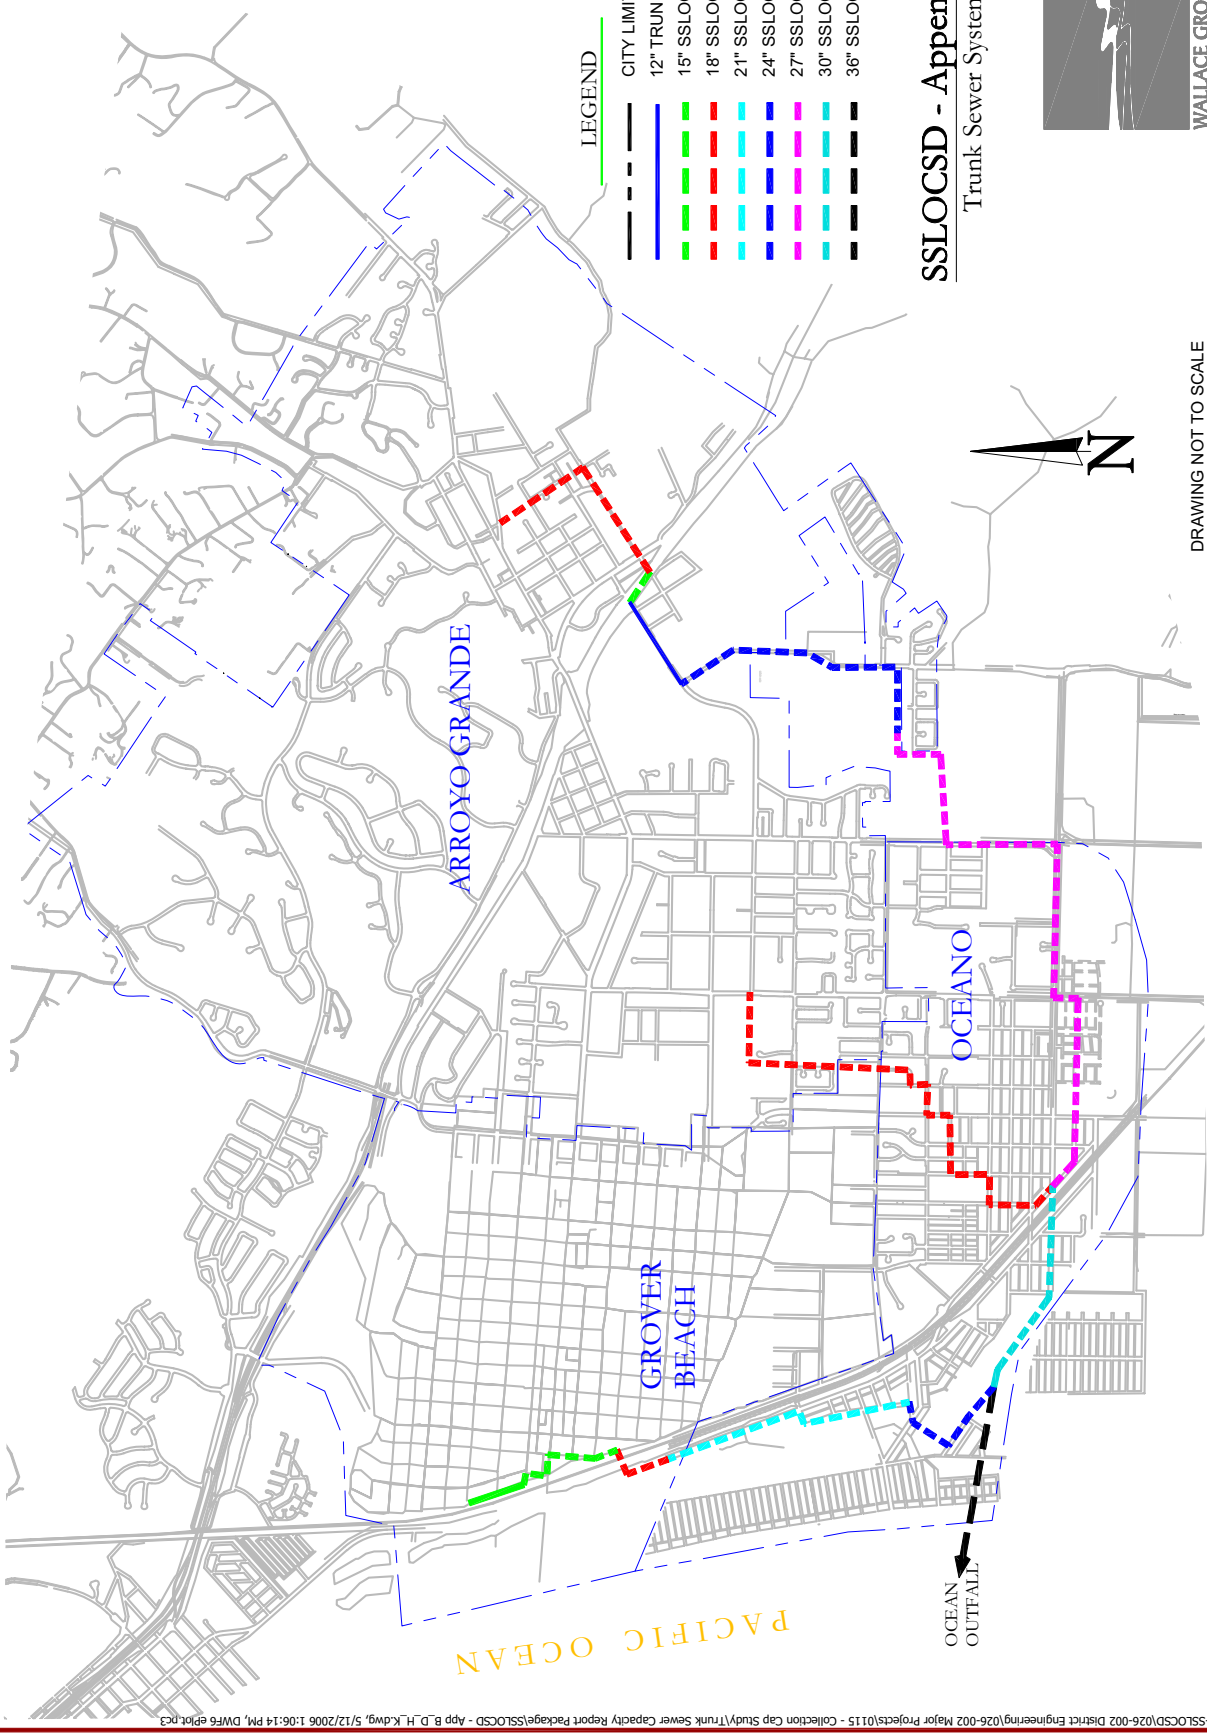 LEGEND
CITY LIMI
12" TRUN
15" SSLO
18" SSLO
21" SSLO
24" SSLO
27" SSLO
30" SSLO
36" SSLO
SSLOCSD - Appen
Trunk Sewer System
WALLACE GRO
N
DRAWING NOT TO SCALE
ARROYO GRANDE
OCEANO
GROVER
BEACH
PACIFIC OCEAN
OCEAN
OUTFALL
-SSLOCSD\026-002 District Engineering\026-002 Major Projects\0115 - Collection Cap Study\Trunk Sewer Capacity Report Package\SSLOCSD - App B_D_H_K.dwg, 5/12/2006 1:06:14 PM, DWF6 ePlot.pc3